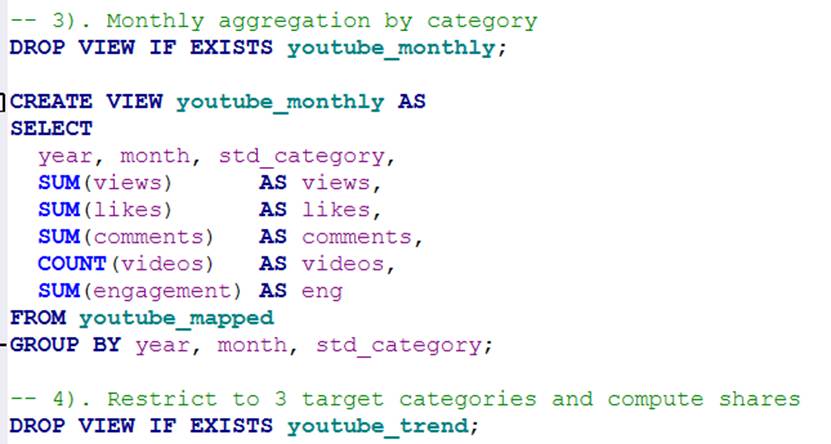 -- 3). Monthly aggregation by category
DROP VIEW IF EXISTS youtube_monthly;
CREATE VIEW youtube_monthly AS
SELECT
year, month, std_category,
SUM(views) AS views,
SUM(likes) AS likes,
SUM(comments) AS comments,
COUNT(videos) AS videos,
SUM(engagement) AS eng
FROM youtube_mapped
GROUP BY year, month, std_category;
-- 4). Restrict to 3 target categories and compute shares
DROP VIEW IF EXISTS youtube_trend;